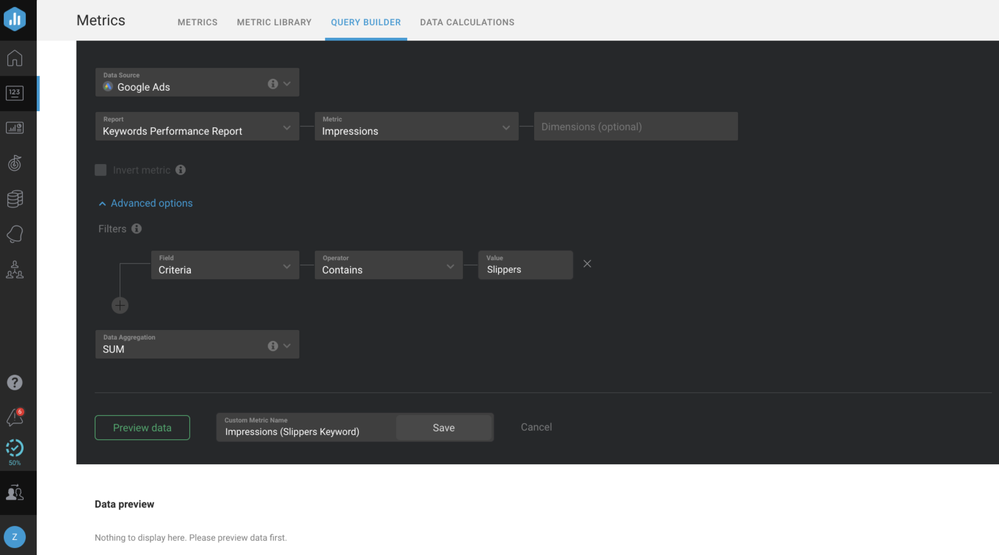 Metrics
METRICS
METRIC LIBRARY
QUERY BUILDER
DATA CALCULATIONS
123
Data Source
Google Ads
Report
Keywords Performance Report
Metric
Impressions
Dimensions (optional)
Invert metric
Advanced options
Filters
Field
Criteria
Operator
Contains
Value
Slippers
Data Aggregation
SUM
6
50%
Preview data
Custom Metric Name
Impressions (Slippers Keyword)
Save
Cancel
Data preview
Z
Nothing to display here. Please preview data first.